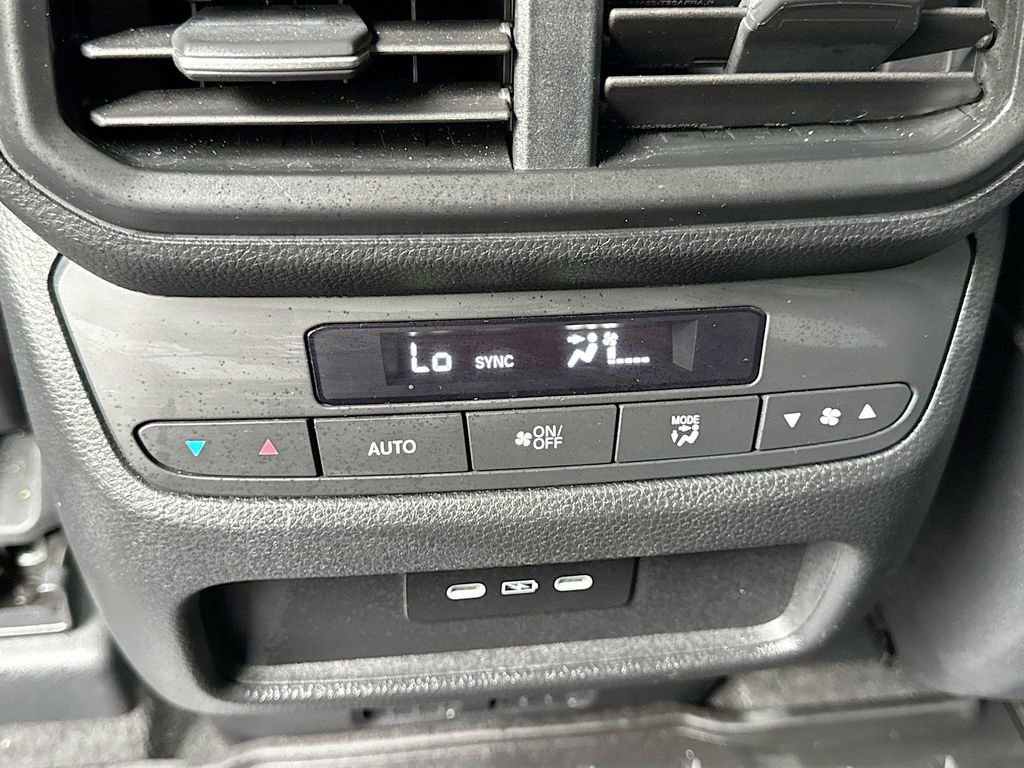 Lo SYNC
AUTO
ON/
OFF
MODE